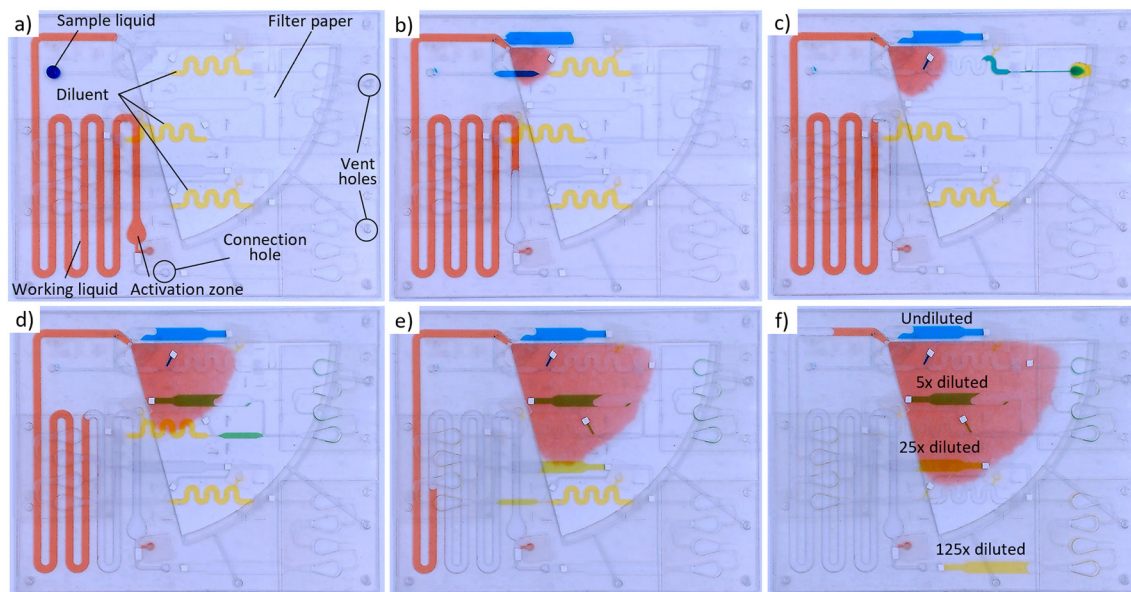 a)
Sample liquid
Filter paper
Diluent
Vent
holes
Connection
hole
Working liquid
Activation zone
b)
c)
d)
e)
f)
Undiluted
5x diluted
25x diluted
125x diluted